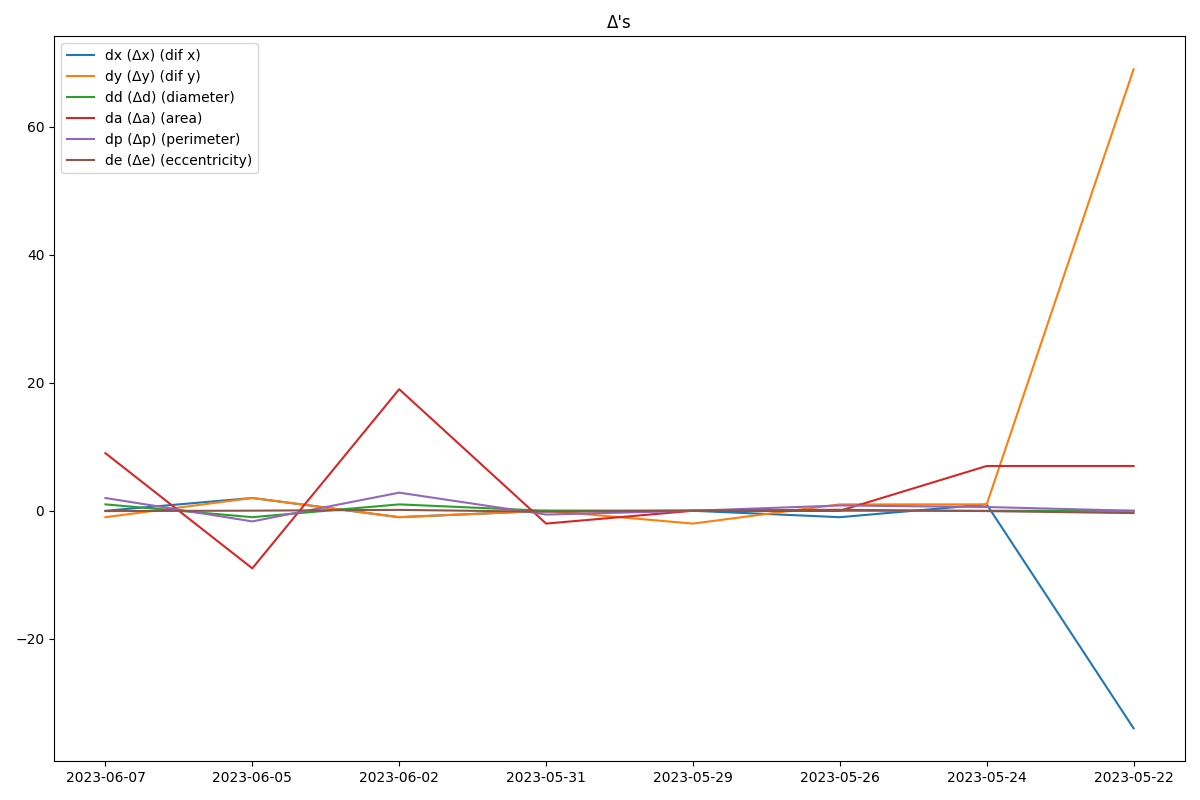 Δ's
dx (Δx) (dif x)
dy (Δy) (dif y)
dd (Δd) (diameter)
da (Δa) (area)
dp (Δp) (perimeter)
de (Δe) (eccentricity)
60
40
20
0
−20
2023-06-07 2023-06-05 2023-06-02 2023-05-31 2023-05-29 2023-05-26 2023-05-24 2023-05-22